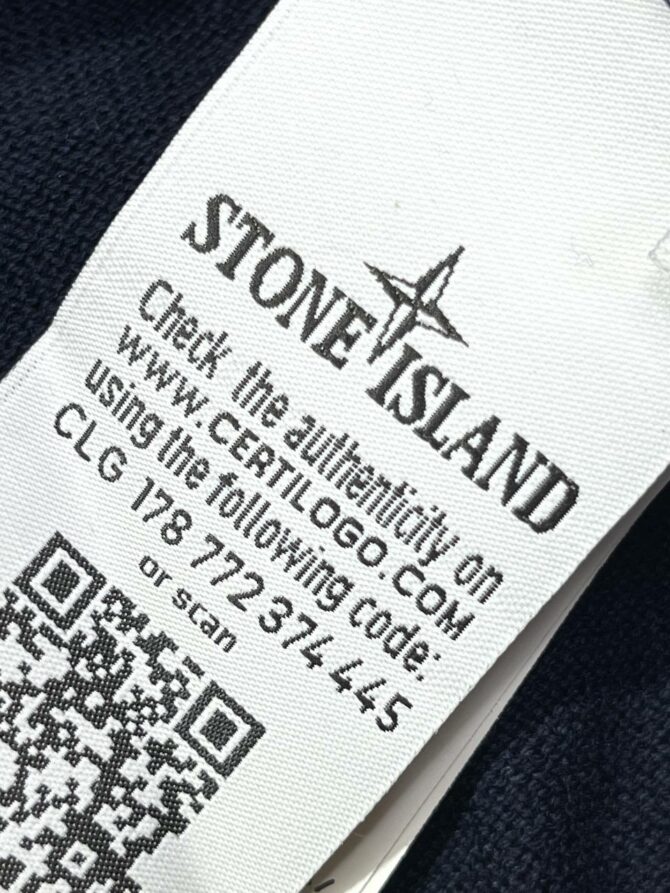 STONE ISLAND
Check the authenticity on
WWW.CERTILOGO.COM
using the following code:
CLG 178 772 374 445
or scan